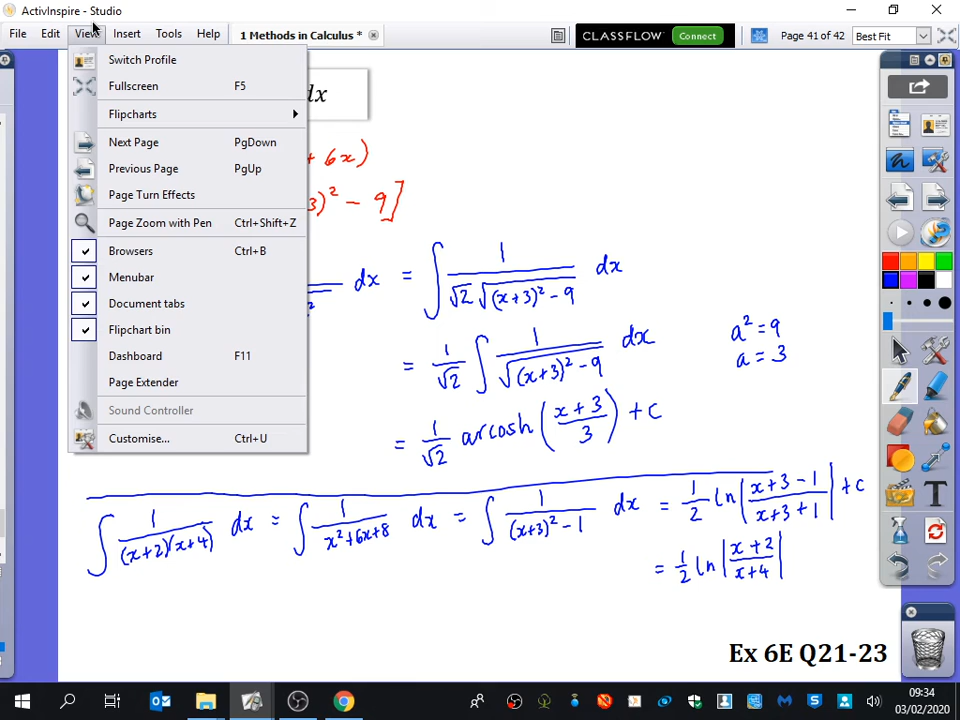 ActivInspire - Studio
File Edit View Insert Tools Help 1 Methods in Calculus * CLASSFLOW Connect Page 41 of 42 Best Fit
Switch Profile
Fullscreen F5
Flipcharts
Next Page PgDown
Previous Page PgUp
Page Turn Effects
Page Zoom with Pen Ctrl+Shift+Z
Browsers Ctrl+B
Menubar
Document tabs
Flipchart bin
Dashboard F11
Page Extender
Sound Controller
Customise... Ctrl+U
dx
+ 6x)
3)² - 9]
dx = ∫ 1/(√2 √((x+3)² - 9)) dx
= 1/√2 ∫ 1/√((x+3)² - 9) dx
a² = 9
a = 3
= 1/√2 arcosh ((x+3)/3) + c
∫ 1/((x+2)(x+4)) dx = ∫ 1/(x²+6x+8) dx = ∫ 1/((x+3)² - 1) dx = 1/2 ln |(x+3-1)/(x+3+1)| + c
= 1/2 ln |(x+2)/(x+4)|
Ex 6E Q21-23
09:34
03/02/2020